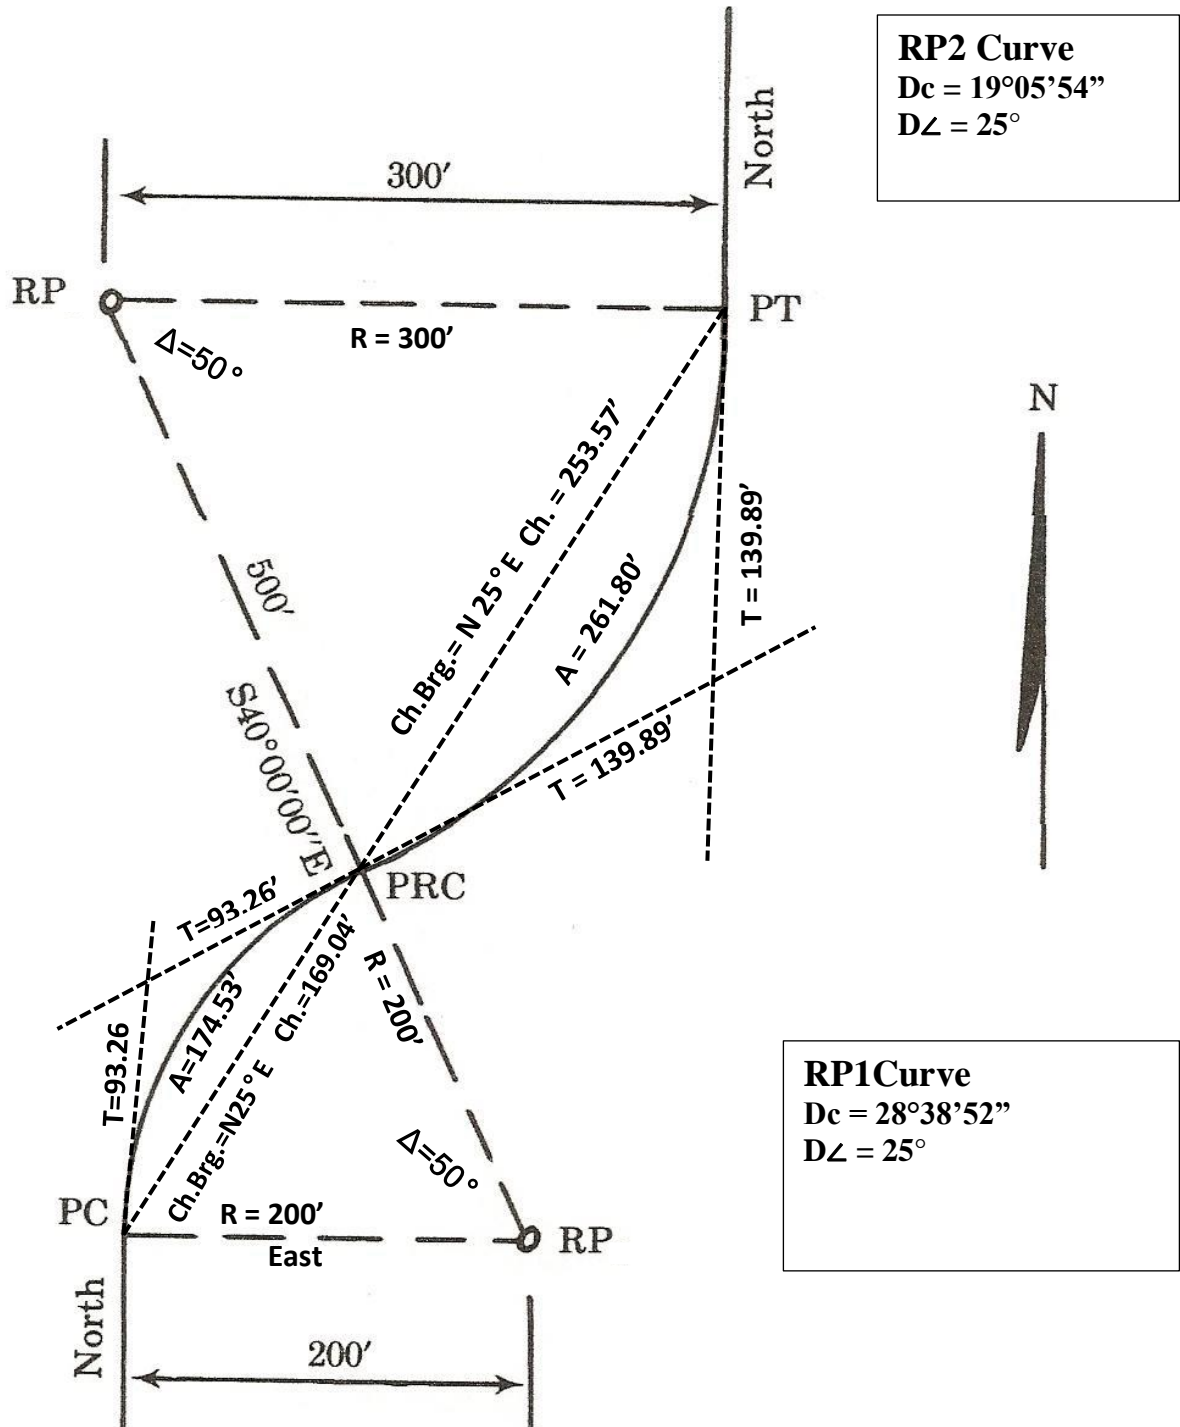 RP2 Curve
Dc = 19°05’54”
D∠ = 25°
North
300'
RP
PT
R = 300’
Δ=50°
N
Ch.Brg.= N 25°E Ch. = 253.57’
T = 139.89’
500'
A = 261.80’
S40°00'00"E
T = 139.89’
PRC
T=93.26’
R = 200’
A=174.53’
Ch.Brg.=N25°E Ch.=169.04’
T=93.26
RP1Curve
Dc = 28°38’52”
D∠ = 25°
Δ=50°
PC
R = 200’
East
RP
North
200'